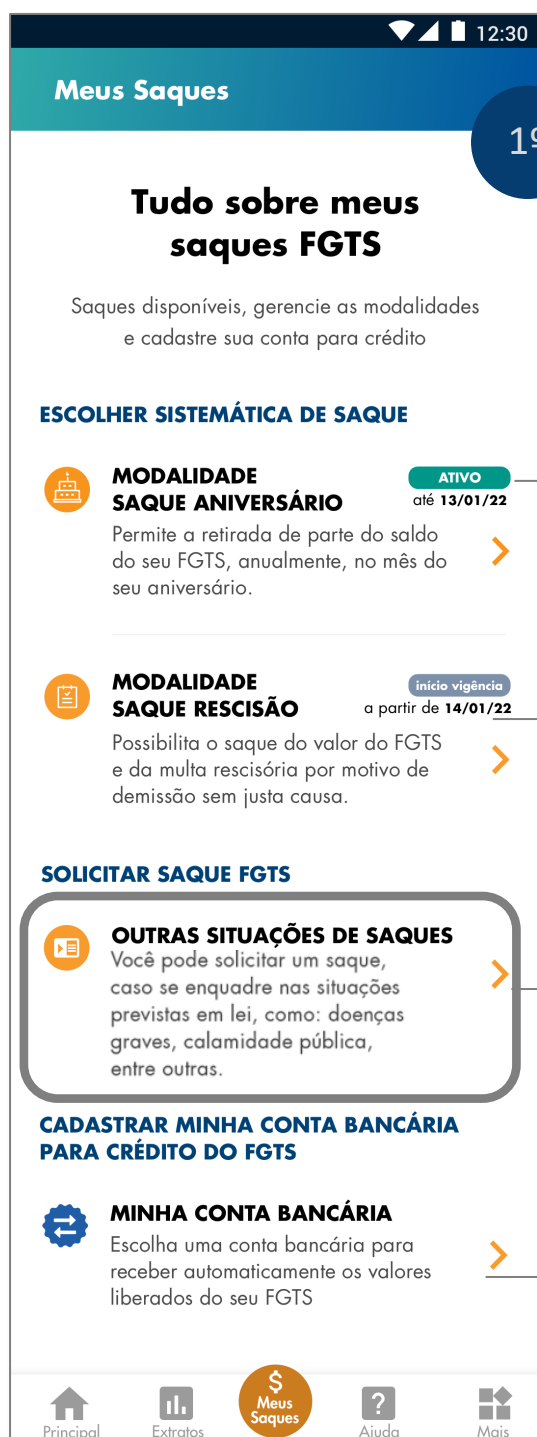 12:30
Meus Saques
1º
Tudo sobre meus
saques FGTS
Saques disponíveis, gerencie as modalidades
e cadastre sua conta para crédito
ESCOLHER SISTEMÁTICA DE SAQUE
MODALIDADE
SAQUE ANIVERSÁRIO
ATIVO
até 13/01/22
Permite a retirada de parte do saldo
do seu FGTS, anualmente, no mês do
seu aniversário.
MODALIDADE
SAQUE RESCISÃO
início vigência
a partir de 14/01/22
Possibilita o saque do valor do FGTS
e da multa rescisória por motivo de
demissão sem justa causa.
SOLICITAR SAQUE FGTS
OUTRAS SITUAÇÕES DE SAQUES
Você pode solicitar um saque,
caso se enquadre nas situações
previstas em lei, como: doenças
graves, calamidade pública,
entre outras.
CADASTRAR MINHA CONTA BANCÁRIA
PARA CRÉDITO DO FGTS
MINHA CONTA BANCÁRIA
Escolha uma conta bancária para
receber automaticamente os valores
liberados do seu FGTS
$
Meus
Saques
Principal
Extratos
Ajuda
Mais